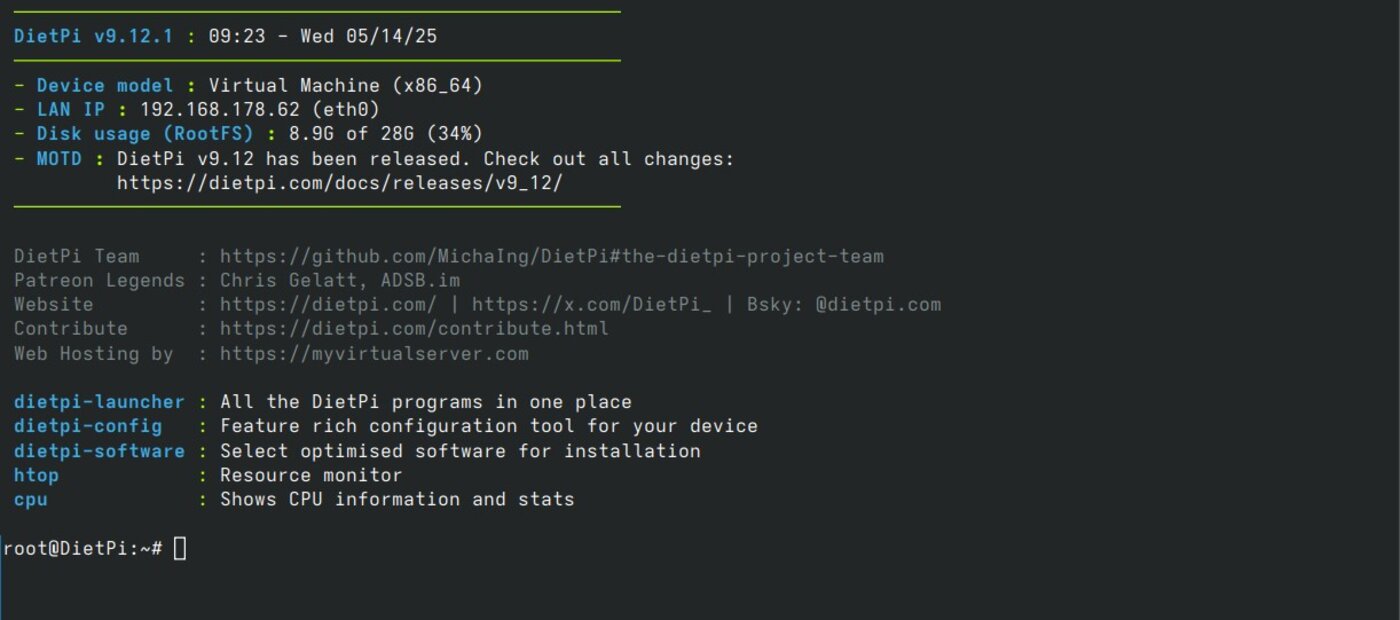 DietPi v9.12.1 : 09:23 - Wed 05/14/25
- Device model : Virtual Machine (x86_64)
- LAN IP : 192.168.178.62 (eth0)
- Disk usage (RootFS) : 8.9G of 28G (34%)
- MOTD : DietPi v9.12 has been released. Check out all changes:
https://dietpi.com/docs/releases/v9_12/
DietPi Team : https://github.com/MichaIng/DietPi#the-dietpi-project-team
Patreon Legends : Chris Gelatt, ADSB.im
Website : https://dietpi.com/ | https://x.com/DietPi_ | Bsky: @dietpi.com
Contribute : https://dietpi.com/contribute.html
Web Hosting by : https://myvirtualserver.com
dietpi-launcher : All the DietPi programs in one place
dietpi-config : Feature rich configuration tool for your device
dietpi-software : Select optimised software for installation
htop : Resource monitor
cpu : Shows CPU information and stats
root@DietPi:~#